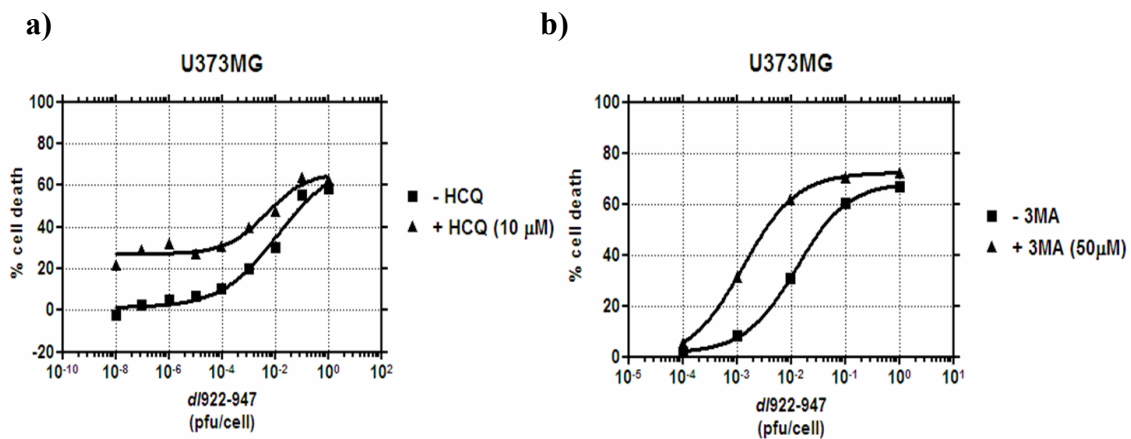 a)
b)
U373MG
100
80
60
40
20
0
-20
% cell death
10-10
10-8
10-6
10-4
10-2
100
102
dl922-947
(pfu/cell)
- HCQ
+ HCQ (10 µM)
U373MG
100
80
60
40
20
0
% cell death
10-5
10-4
10-3
10-2
10-1
100
101
dl922-947
(pfu/cell)
- 3MA
+ 3MA (50µM)